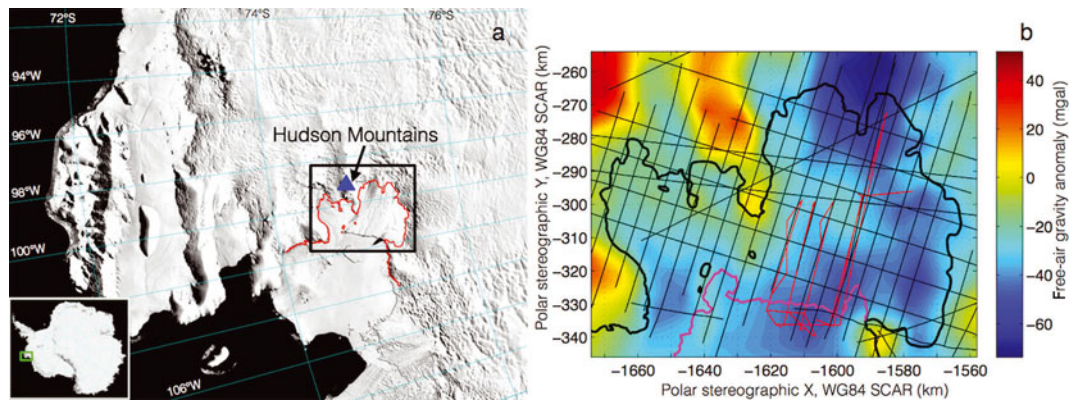 72°S
74°S
76°S
a
94°W
96°W
98°W
100°W
106°W
Hudson Mountains
b
Polar stereographic Y, WG84 SCAR (km)
−260
−270
−280
−290
−300
−310
−320
−330
−340
−1660
−1640
−1620
−1600
−1580
−1560
Polar stereographic X, WG84 SCAR (km)
40
20
0
−20
−40
−60
Free-air gravity anomaly (mgal)